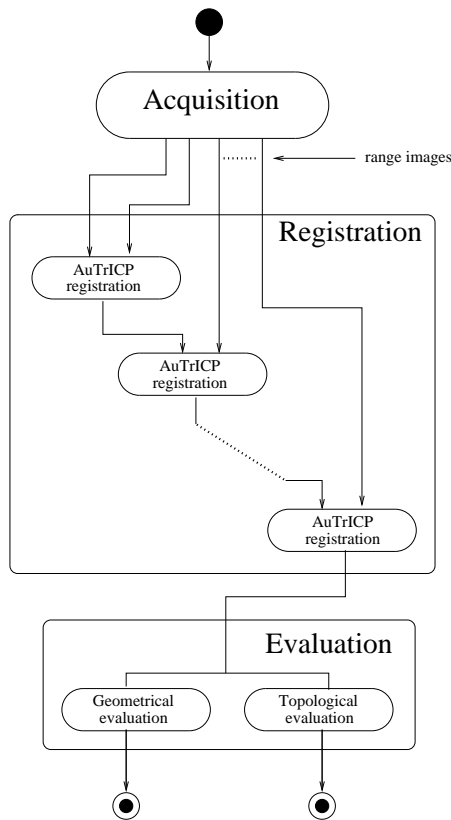 Acquisition
range images
Registration
AuTrICP
registration
AuTrICP
registration
AuTrICP
registration
Evaluation
Geometrical
evaluation
Topological
evaluation